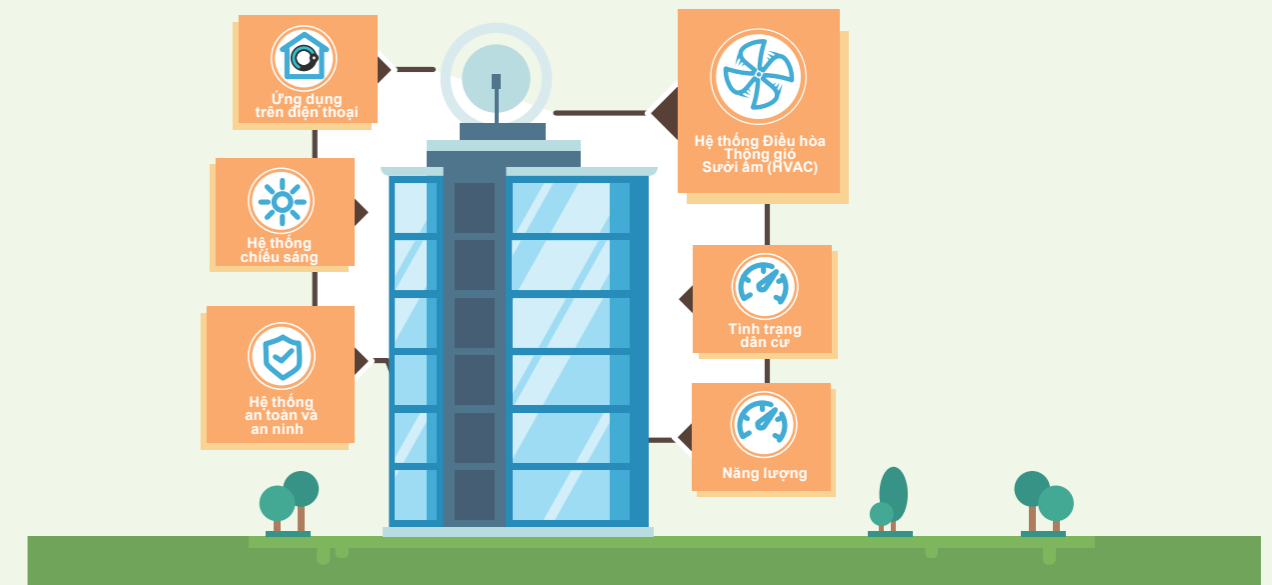 Ứng dụng
trên điện thoại
Hệ thống
chiếu sáng
Hệ thống
an toàn và
an ninh
Hệ thống Điều hòa
Thông gió
Sưởi ấm (HVAC)
Tình trạng
dân cư
Năng lượng